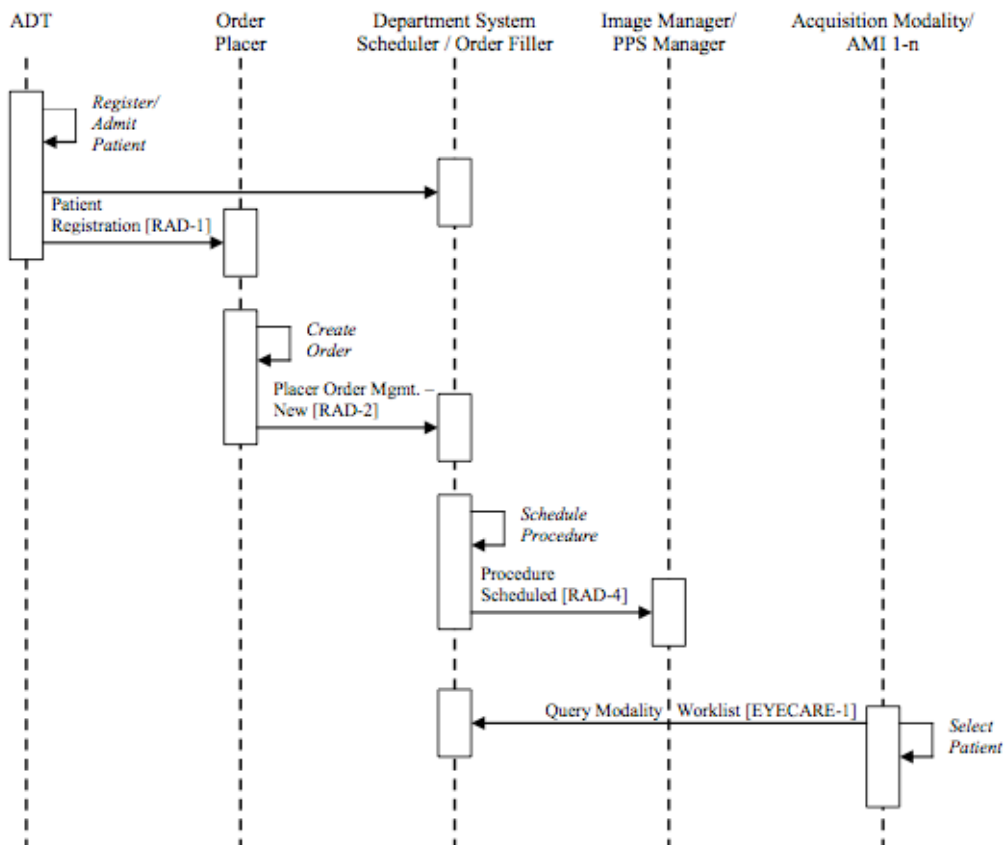 ADT
Order
Placer
Department System
Scheduler / Order Filler
Image Manager/
PPS Manager
Acquisition Modality/
AMI 1-n
Register/
Admit
Patient
Patient
Registration [RAD-1]
Create
Order
Placer Order Mgmt. –
New [RAD-2]
Schedule
Procedure
Procedure
Scheduled [RAD-4]
Query Modality Worklist [EYECARE-1]
Select
Patient